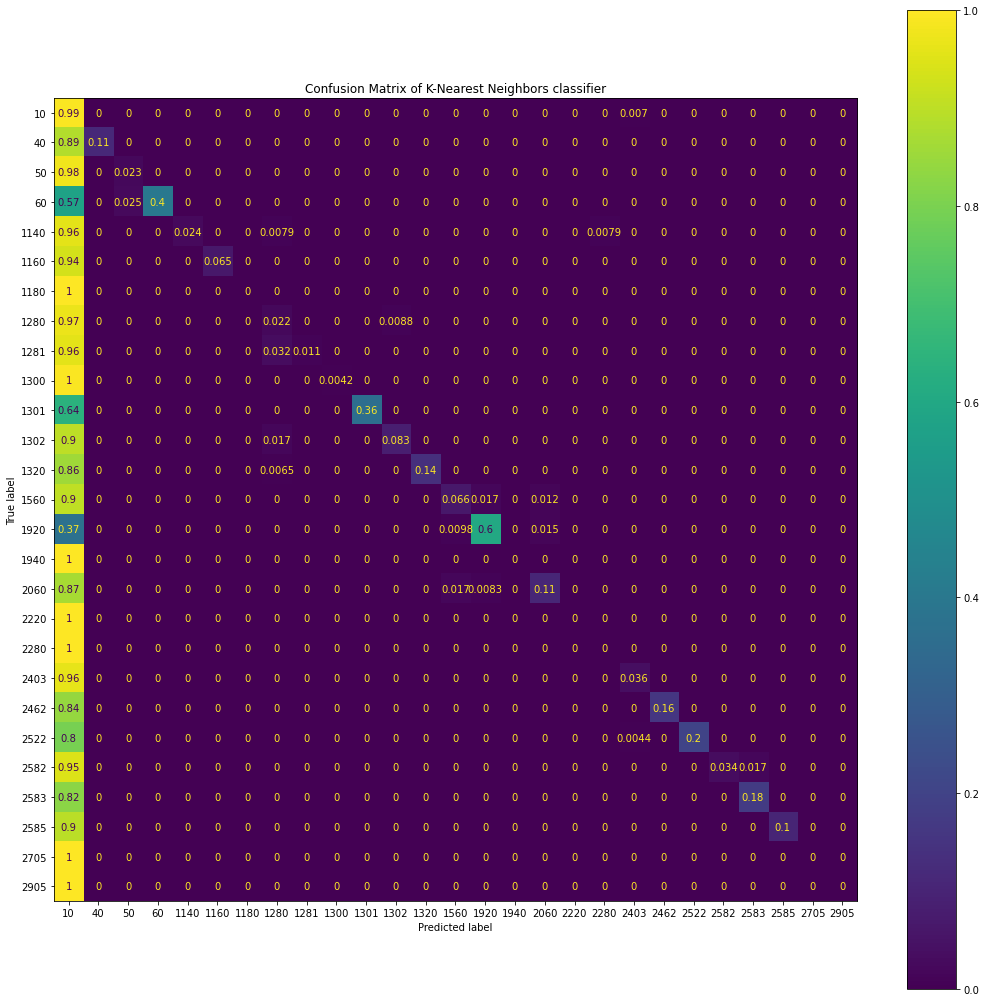 Confusion Matrix of K-Nearest Neighbors classifier
10 0.99 0 0 0 0 0 0 0 0 0 0 0 0 0 0 0 0 0 0 0.007 0 0 0 0 0 0 0
40 0.89 0.11 0 0 0 0 0 0 0 0 0 0 0 0 0 0 0 0 0 0 0 0 0 0 0 0 0
50 0.98 0 0.023 0 0 0 0 0 0 0 0 0 0 0 0 0 0 0 0 0 0 0 0 0 0 0 0
60 0.57 0 0.025 0.4 0 0 0 0 0 0 0 0 0 0 0 0 0 0 0 0 0 0 0 0 0 0 0
1140 0.96 0 0 0 0.024 0 0 0.0079 0 0 0 0 0 0 0 0 0 0 0.0079 0 0 0 0 0 0 0 0
1160 0.94 0 0 0 0 0.065 0 0 0 0 0 0 0 0 0 0 0 0 0 0 0 0 0 0 0 0 0
1180 1 0 0 0 0 0 0 0 0 0 0 0 0 0 0 0 0 0 0 0 0 0 0 0 0 0 0
1280 0.97 0 0 0 0 0 0 0.022 0 0 0 0.0088 0 0 0 0 0 0 0 0 0 0 0 0 0 0 0
1281 0.96 0 0 0 0 0 0 0.032 0.011 0 0 0 0 0 0 0 0 0 0 0 0 0 0 0 0 0 0
1300 1 0 0 0 0 0 0 0 0 0.0042 0 0 0 0 0 0 0 0 0 0 0 0 0 0 0 0 0
1301 0.64 0 0 0 0 0 0 0 0 0 0.36 0 0 0 0 0 0 0 0 0 0 0 0 0 0 0 0
1302 0.9 0 0 0 0 0 0 0.017 0 0 0 0.083 0 0 0 0 0 0 0 0 0 0 0 0 0 0 0
1320 0.86 0 0 0 0 0 0 0.0065 0 0 0 0 0.14 0 0 0 0 0 0 0 0 0 0 0 0 0 0
1560 0.9 0 0 0 0 0 0 0 0 0 0 0 0 0.066 0.017 0 0.012 0 0 0 0 0 0 0 0 0 0
1920 0.37 0 0 0 0 0 0 0 0 0 0 0 0 0.0098 0.6 0 0.015 0 0 0 0 0 0 0 0 0 0
1940 1 0 0 0 0 0 0 0 0 0 0 0 0 0 0 0 0 0 0 0 0 0 0 0 0 0 0
2060 0.87 0 0 0 0 0 0 0 0 0 0 0 0 0.017 0.0083 0 0.11 0 0 0 0 0 0 0 0 0 0
2220 1 0 0 0 0 0 0 0 0 0 0 0 0 0 0 0 0 0 0 0 0 0 0 0 0 0 0
2280 1 0 0 0 0 0 0 0 0 0 0 0 0 0 0 0 0 0 0 0 0 0 0 0 0 0 0
2403 0.96 0 0 0 0 0 0 0 0 0 0 0 0 0 0 0 0 0 0 0.036 0 0 0 0 0 0 0
2462 0.84 0 0 0 0 0 0 0 0 0 0 0 0 0 0 0 0 0 0 0 0.16 0 0 0 0 0 0
2522 0.8 0 0 0 0 0 0 0 0 0 0 0 0 0 0 0 0 0 0 0.0044 0 0.2 0 0 0 0 0
2582 0.95 0 0 0 0 0 0 0 0 0 0 0 0 0 0 0 0 0 0 0 0 0 0.034 0.017 0 0 0
2583 0.82 0 0 0 0 0 0 0 0 0 0 0 0 0 0 0 0 0 0 0 0 0 0 0.18 0 0 0
2585 0.9 0 0 0 0 0 0 0 0 0 0 0 0 0 0 0 0 0 0 0 0 0 0 0 0.1 0 0
2705 1 0 0 0 0 0 0 0 0 0 0 0 0 0 0 0 0 0 0 0 0 0 0 0 0 0 0
2905 1 0 0 0 0 0 0 0 0 0 0 0 0 0 0 0 0 0 0 0 0 0 0 0 0 0 0
10 40 50 60 1140 1160 1180 1280 1281 1300 1301 1302 1320 1560 1920 1940 2060 2220 2280 2403 2462 2522 2582 2583 2585 2705 2905
Predicted label
True label
1.0
0.8
0.6
0.4
0.2
0.0